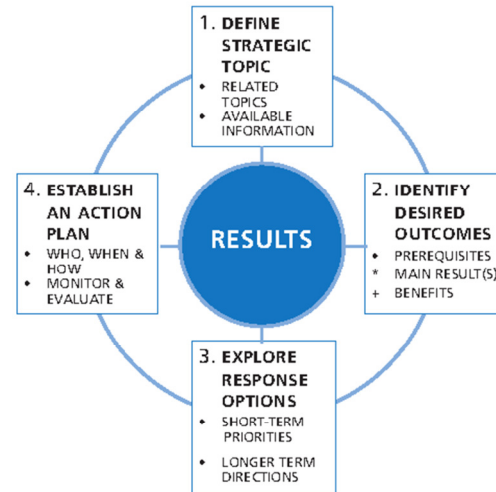 1. DEFINE
STRATEGIC
TOPIC
• RELATED
TOPICS
• AVAILABLE
INFORMATION
4. ESTABLISH
AN ACTION
PLAN
• WHO, WHEN &
HOW
• MONITOR &
EVALUATE
RESULTS
2. IDENTIFY
DESIRED
OUTCOMES
• PREREQUISITES
* MAIN RESULT(S)
+ BENEFITS
3. EXPLORE
RESPONSE
OPTIONS
• SHORT-TERM
PRIORITIES
• LONGER TERM
DIRECTIONS